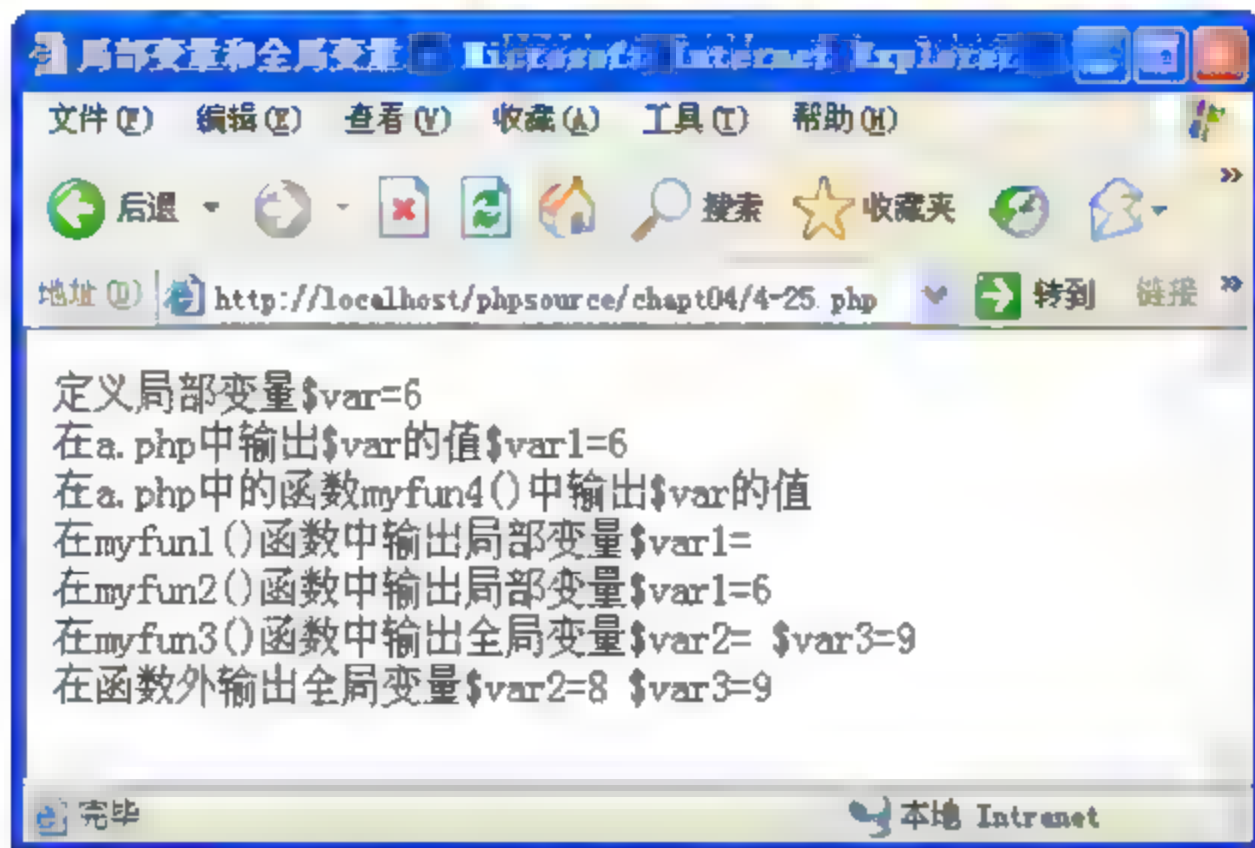 局部变量和全局变量 - Microsoft Internet Explorer
文件(F) 编辑(E) 查看(V) 收藏(A) 工具(T) 帮助(H)
后退 搜索 收藏夹 »
地址(D) http://localhost/phpsource/chapt04/4-25.php 转到 链接 »
定义局部变量$var=6
在a.php中输出$var的值$var1=6
在a.php中的函数myfun4()中输出$var的值
在myfun1()函数中输出局部变量$var1=
在myfun2()函数中输出局部变量$var1=6
在myfun3()函数中输出全局变量$var2= $var3=9
在函数外输出全局变量$var2=8 $var3=9
完毕 本地 Intranet